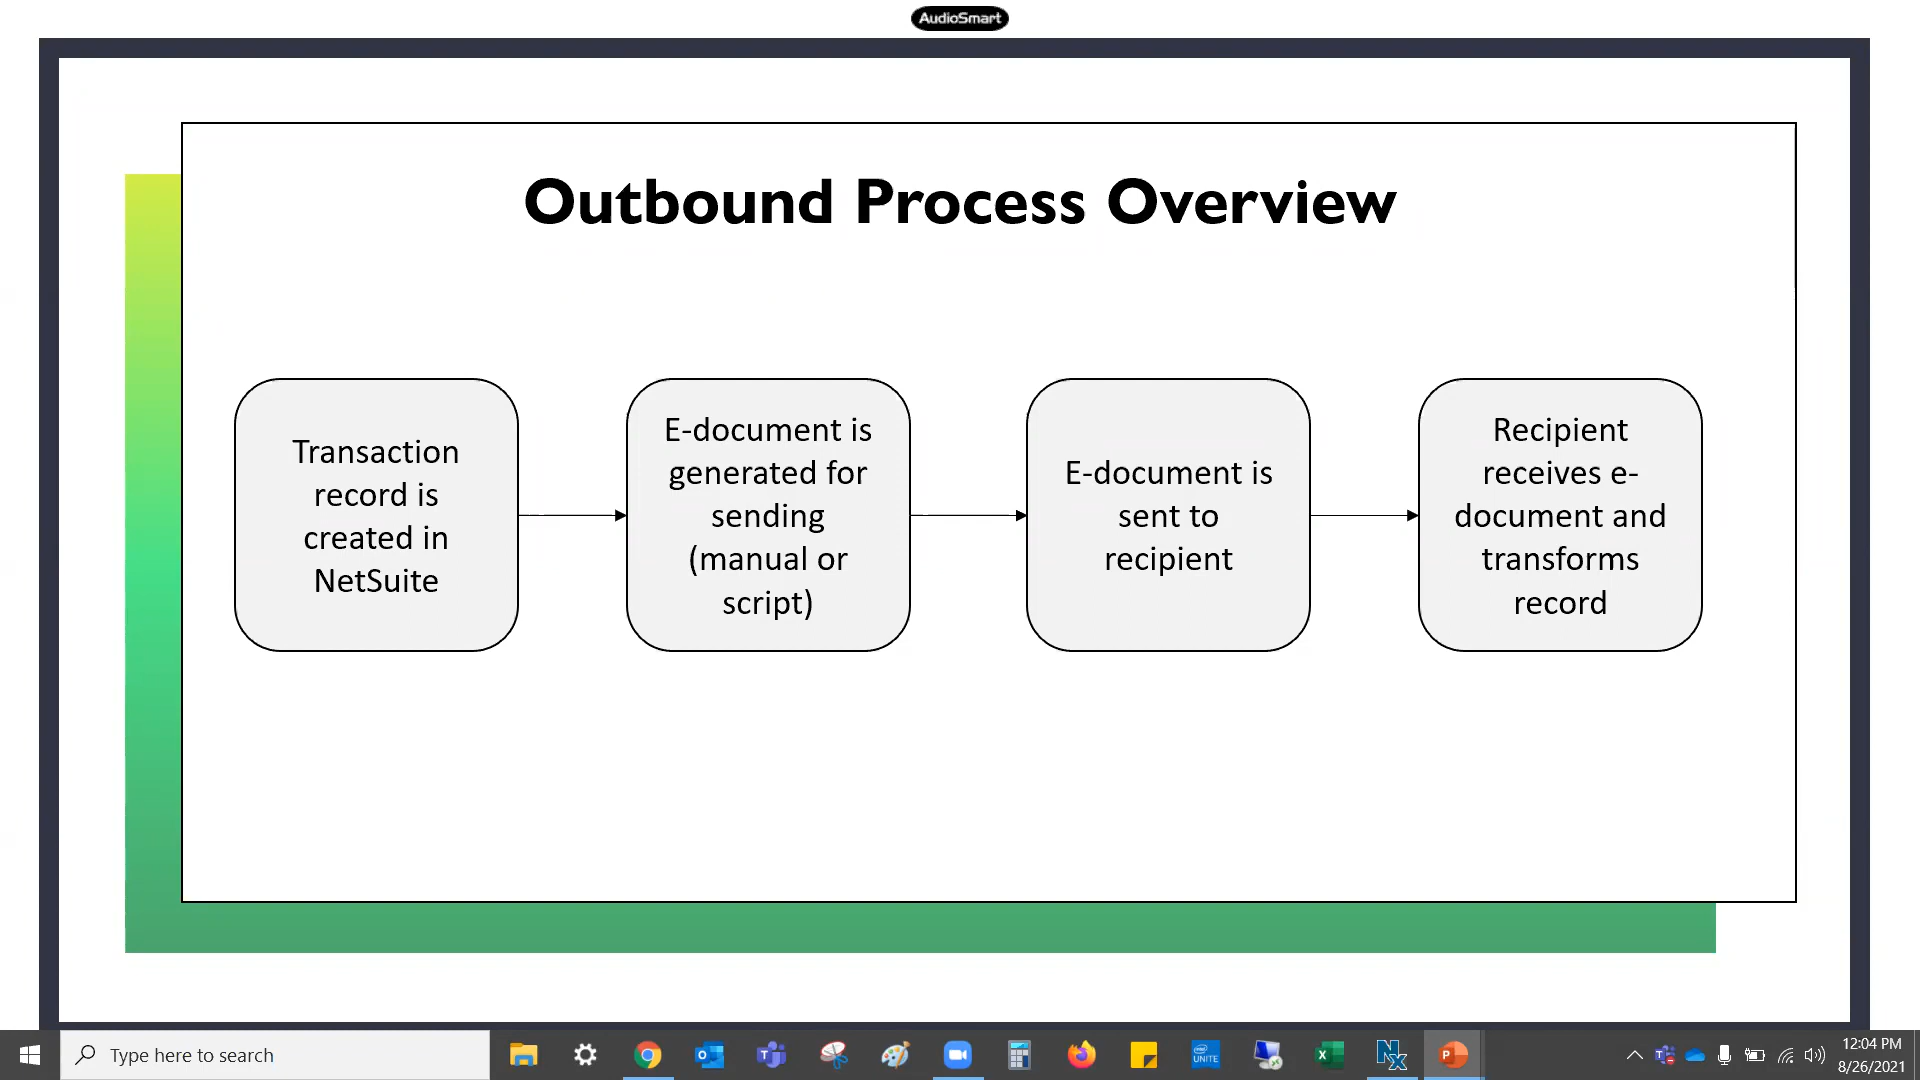 AudioSmart
Outbound Process Overview
Transaction
record is
created in
NetSuite
E-document is
generated for
sending
(manual or
script)
E-document is
sent to
recipient
Recipient
receives e-
document and
transforms
record
Type here to search
UNITE
12:04 PM
8/26/2021